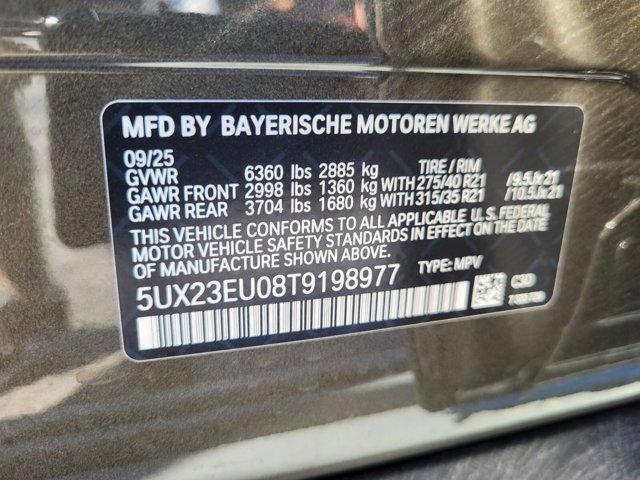 MFD BY BAYERISCHE MOTOREN WERKE AG
09/25 TIRE / RIM
GVWR 6360 lbs 2885 kg
GAWR FRONT 2998 lbs 1360 kg WITH 275/40 R21 /9.5Jx21
GAWR REAR 3704 lbs 1680 kg WITH 315/35 R21 /10.5Jx21
THIS VEHICLE CONFORMS TO ALL APPLICABLE U.S. FEDERAL
MOTOR VEHICLE SAFETY STANDARDS IN EFFECT ON THE DATE
OF MANUFACTURE SHOWN ABOVE.
5UX23EU08T9198977 TYPE: MPV
C3D